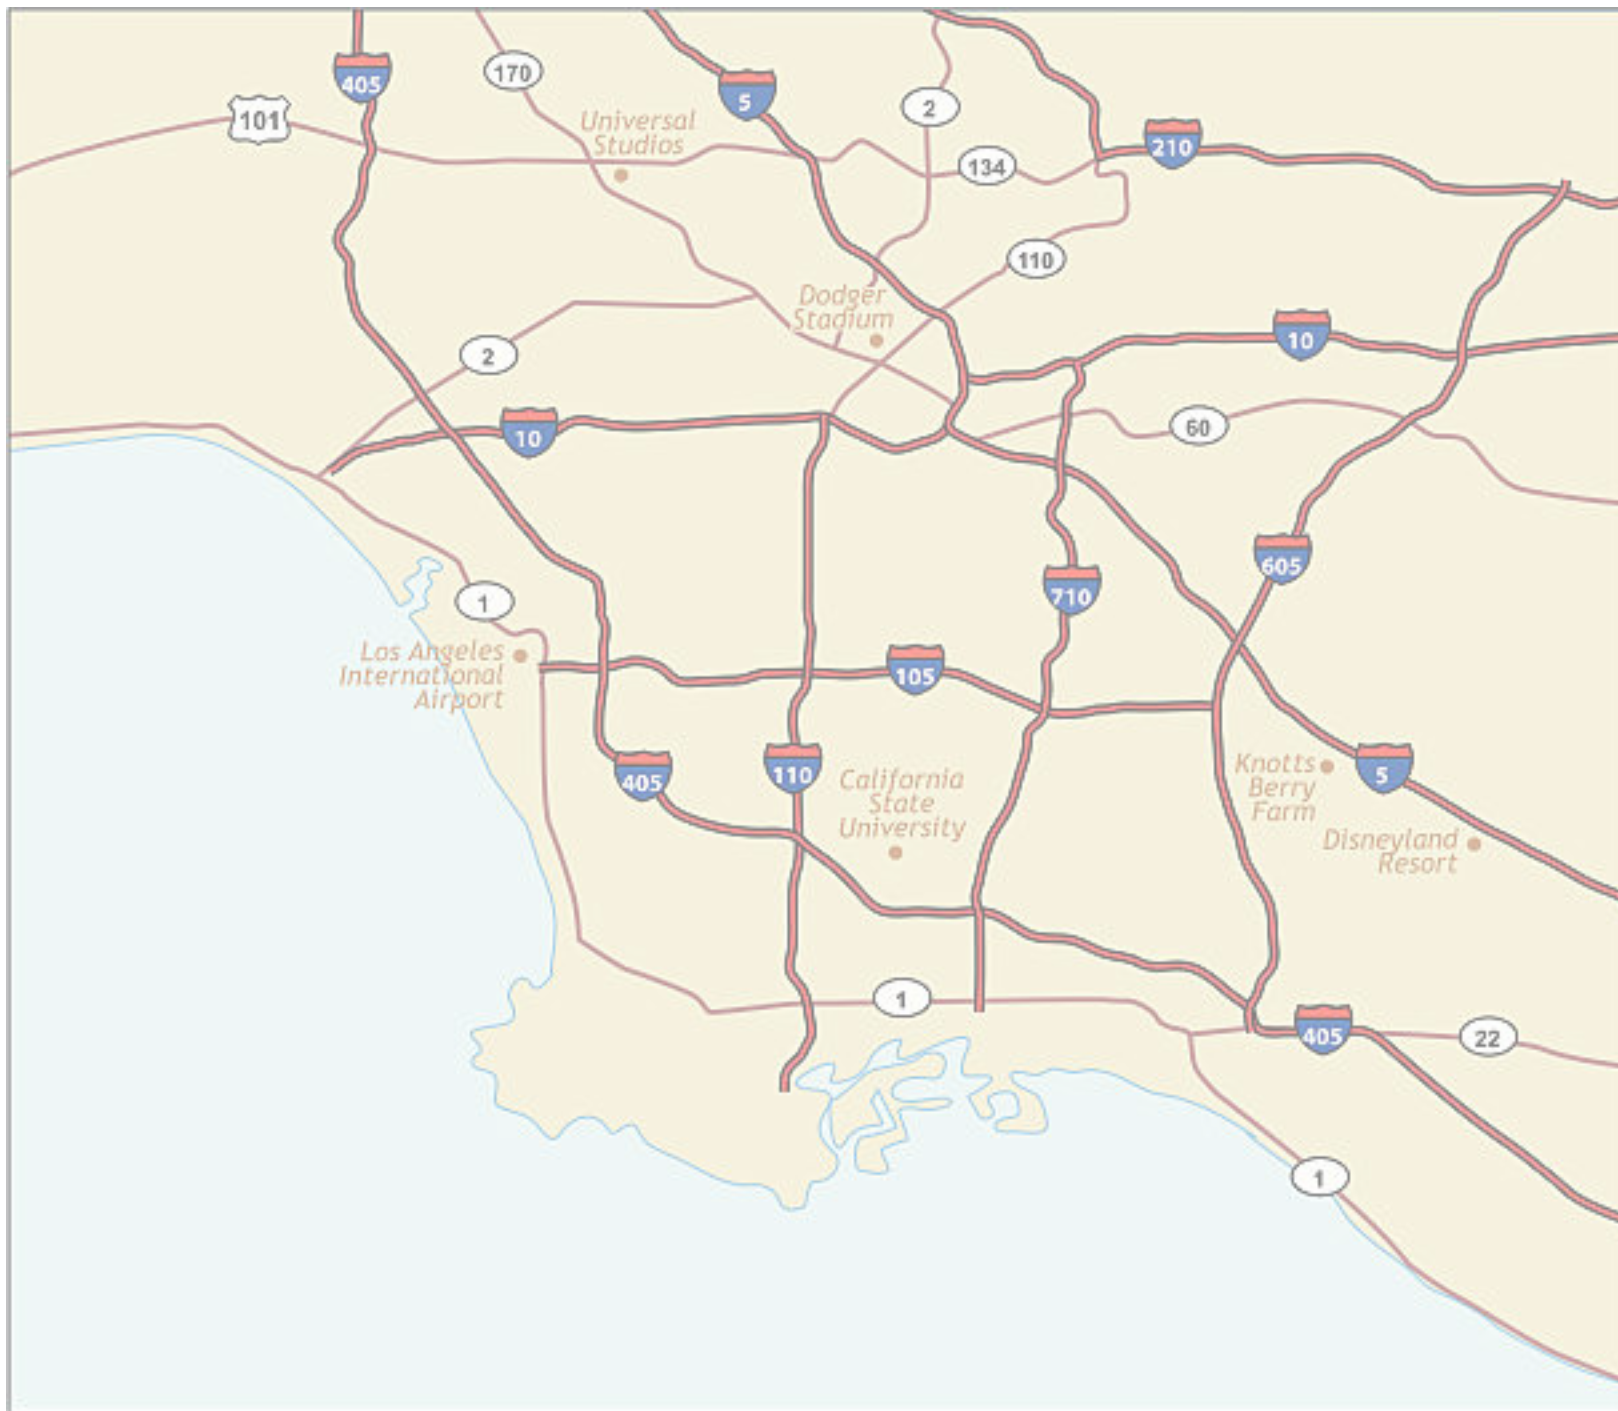 405
170
5
2
101
Universal
Studios
134
210
110
Dodger
Stadium
2
10
10
60
605
710
1
Los Angeles
International
Airport
105
405
110
California
State
University
Knotts
Berry
Farm
5
Disneyland
Resort
1
405
22
1